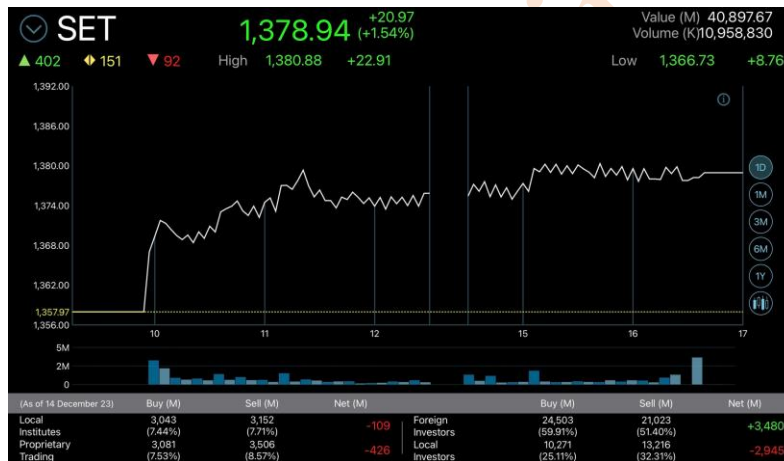 SET
1,378.94
+20.97
(+1.54%)
Value (M) 40,897.67
Volume (K)10,958,830
402 151 92 High 1,380.88 +22.91 Low 1,366.73 +8.76
1,392.00
1,386.00
1,380.00
1,374.00
1,368.00
1,362.00
1,357.97
1,356.00
10 11 12 15 16 17
1D
1M
3M
6M
1Y
5M
2M
0
(As of 14 December 23) Buy (M) Sell (M) Net (M) Buy (M) Sell (M) Net (M)
Local 3,043 3,152 Foreign 24,503 21,023
Institutes (7.44%) (7.71%) -109 Investors (59.91%) (51.40%) +3,480
Proprietary 3,081 3,506 Local 10,271 13,216
Trading (7.53%) (8.57%) -426 Investors (25.11%) (32.31%) -2,945